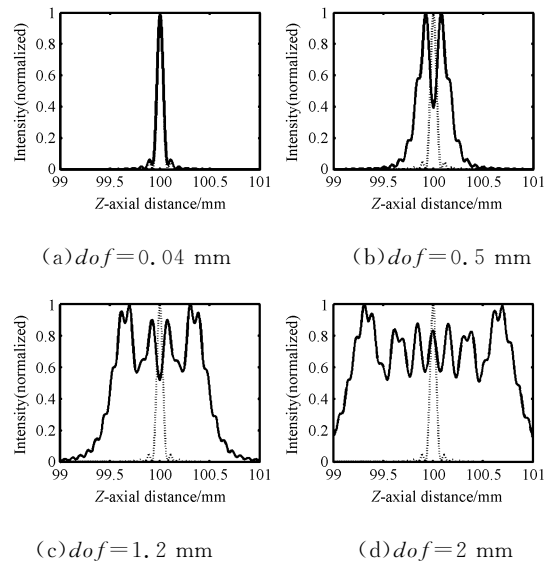 1
0.8
0.6
0.4
0.2
0
Intensity(normalized)
99 99.5 100 100.5 101
Z-axial distance/mm
(a)dof=0.04 mm
1
0.8
0.6
0.4
0.2
0
Intensity(normalized)
99 99.5 100 100.5 101
Z-axial distance/mm
(b)dof=0.5 mm
1
0.8
0.6
0.4
0.2
0
Intensity(normalized)
99 99.5 100 100.5 101
Z-axial distance/mm
(c)dof=1.2 mm
1
0.8
0.6
0.4
0.2
0
Intensity(normalized)
99 99.5 100 100.5 101
Z-axial distance/mm
(d)dof=2 mm